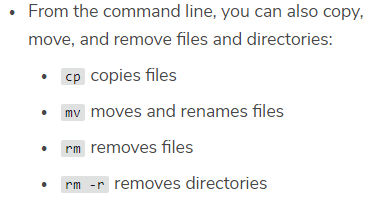 • From the command line, you can also copy,
move, and remove files and directories:
• cp copies files
• mv moves and renames files
• rm removes files
• rm -r removes directories